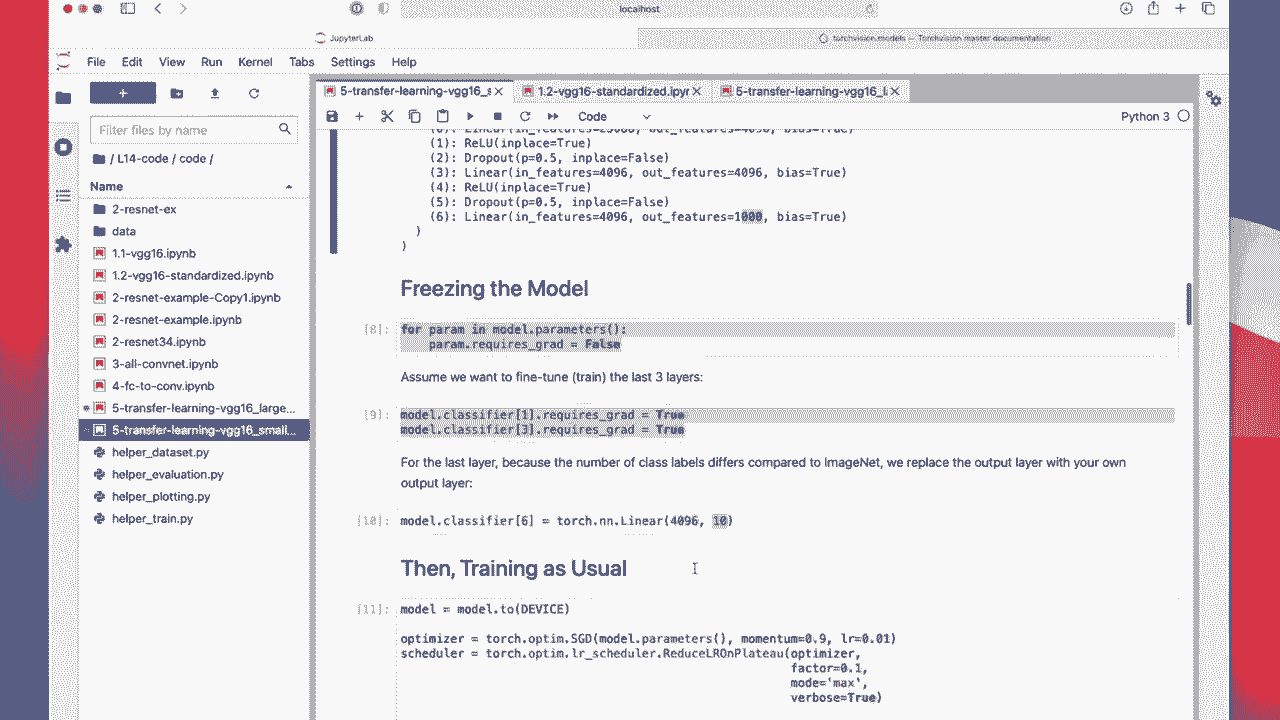 localhost
JupyterLab
torchvision.models — Torchvision master documentation
File Edit View Run Kernel Tabs Settings Help
5-transfer-learning-vgg16_s
1.2-vgg16-standardized.ipyr
5-transfer-learning-vgg16_l
Code
Python 3
Filter files by name
/ L14-code / code /
Name
2-resnet-ex
data
1.1-vgg16.ipynb
1.2-vgg16-standardized.ipynb
2-resnet-example-Copy1.ipynb
2-resnet-example.ipynb
2-resnet34.ipynb
3-all-convnet.ipynb
4-fc-to-conv.ipynb
5-transfer-learning-vgg16_large...
5-transfer-learning-vgg16_small...
helper_dataset.py
helper_evaluation.py
helper_plotting.py
helper_train.py
(0): Linear(in_features=25088, out_features=4096, bias=True)
(1): ReLU(inplace=True)
(2): Dropout(p=0.5, inplace=False)
(3): Linear(in_features=4096, out_features=4096, bias=True)
(4): ReLU(inplace=True)
(5): Dropout(p=0.5, inplace=False)
(6): Linear(in_features=4096, out_features=1000, bias=True)
)
)
Freezing the Model
[8]: for param in model.parameters():
param.requires_grad = False
Assume we want to fine-tune (train) the last 3 layers:
[9]: model.classifier[1].requires_grad = True
model.classifier[3].requires_grad = True
For the last layer, because the number of class labels differs compared to ImageNet, we replace the output layer with your own
output layer:
[10]: model.classifier[6] = torch.nn.Linear(4096, 10)
Then, Training as Usual
[11]: model = model.to(DEVICE)
optimizer = torch.optim.SGD(model.parameters(), momentum=0.9, lr=0.01)
scheduler = torch.optim.lr_scheduler.ReduceLROnPlateau(optimizer,
factor=0.1,
mode='max',
verbose=True)